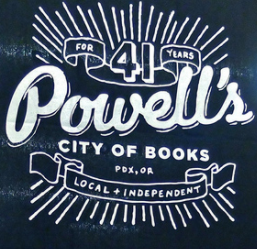 FOR 41 YEARS
Powell's
CITY OF BOOKS
PDX, OR
LOCAL + INDEPENDENT